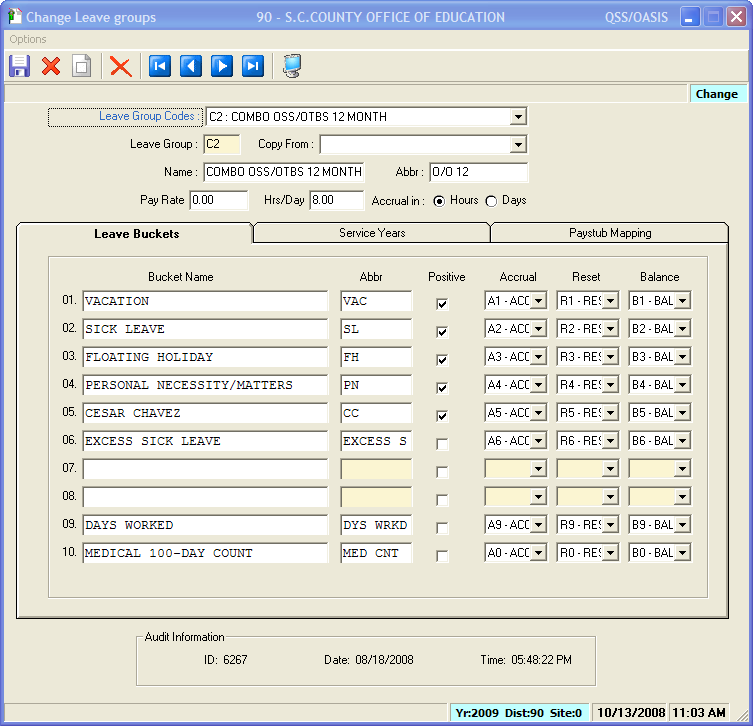 Change Leave groups 90 - S.C.COUNTY OFFICE OF EDUCATION QSS/OASIS
Options
Change
Leave Group Codes : C2 : COMBO OSS/OTBS 12 MONTH
Leave Group : C2 Copy From :
Name : COMBO OSS/OTBS 12 MONTH Abbr : O/O 12
Pay Rate 0.00 Hrs/Day 8.00 Accrual in : Hours Days
Leave Buckets Service Years Paystub Mapping
Bucket Name Abbr Positive Accrual Reset Balance
01. VACATION VAC A1 - ACC R1 - RES B1 - BAL
02. SICK LEAVE SL A2 - ACC R2 - RES B2 - BAL
03. FLOATING HOLIDAY FH A3 - ACC R3 - RES B3 - BAL
04. PERSONAL NECESSITY/MATTERS PN A4 - ACC R4 - RES B4 - BAL
05. CESAR CHAVEZ CC A5 - ACC R5 - RES B5 - BAL
06. EXCESS SICK LEAVE EXCESS S A6 - ACC R6 - RES B6 - BAL
07.
08.
09. DAYS WORKED DYS WRKD A9 - ACC R9 - RES B9 - BAL
10. MEDICAL 100-DAY COUNT MED CNT A0 - ACC R0 - RES B0 - BAL
Audit Information
ID: 6267 Date: 08/18/2008 Time: 05:48:22 PM
Yr:2009 Dist:90 Site:0 10/13/2008 11:03 AM